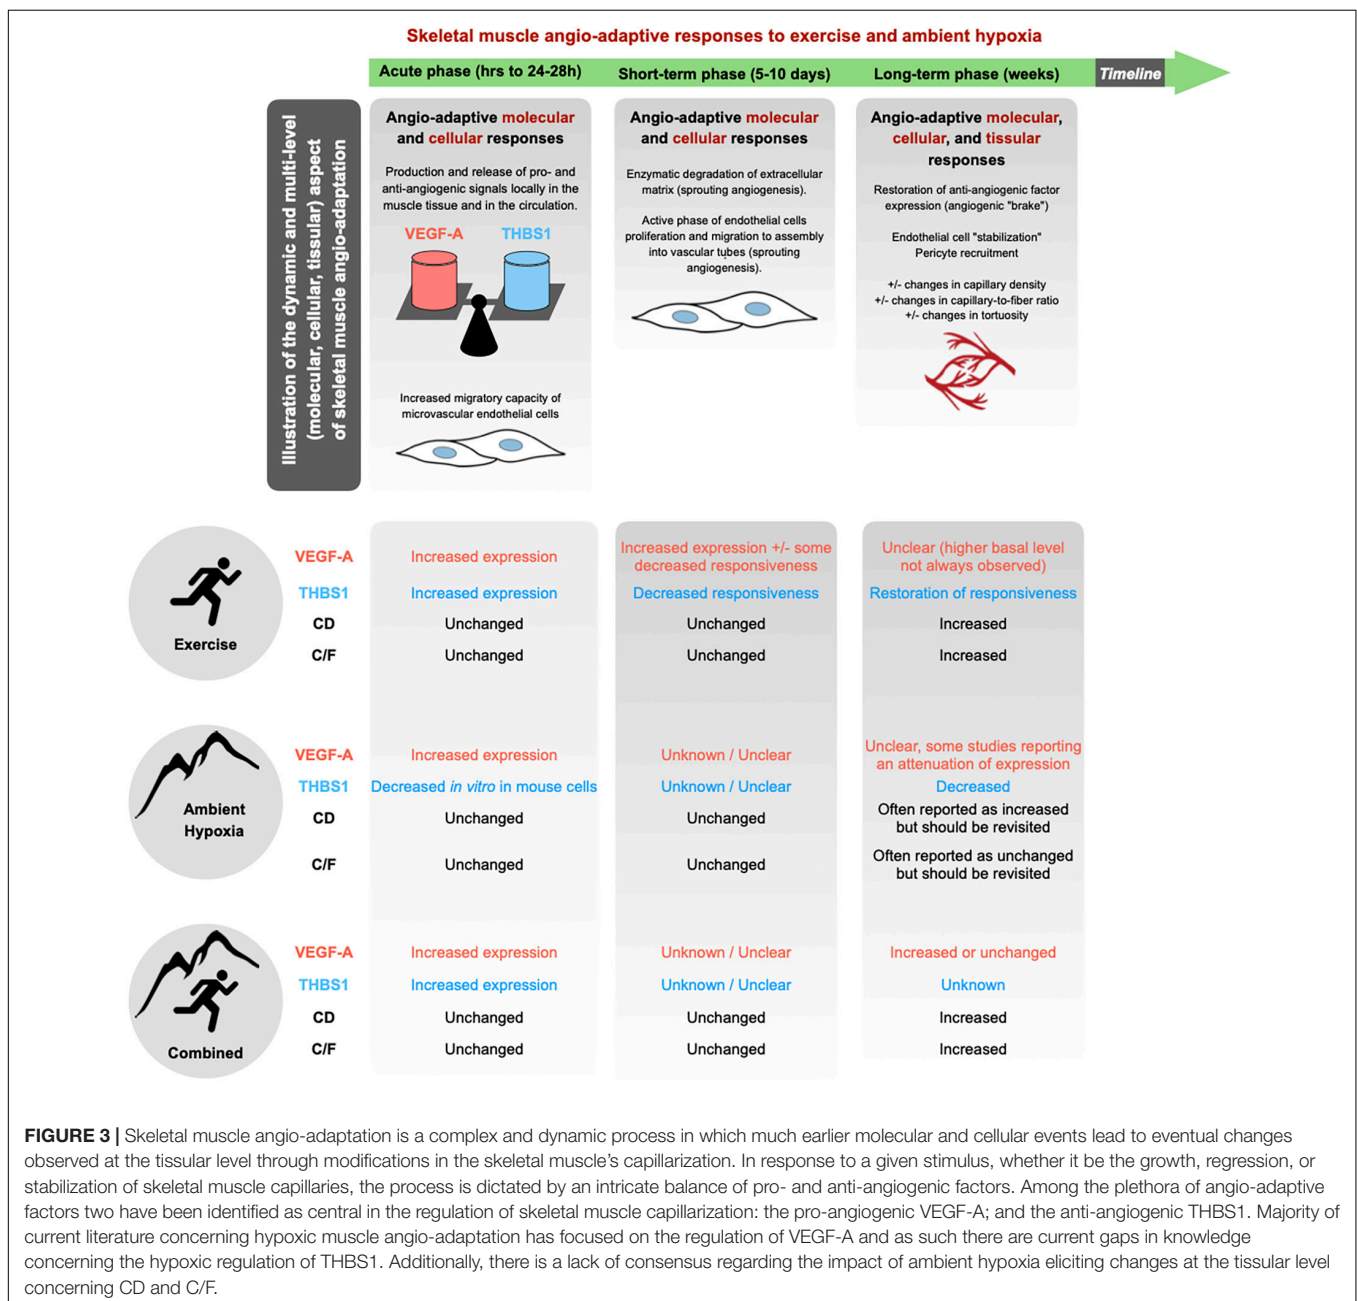 Skeletal muscle angio-adaptive responses to exercise and ambient hypoxia
Acute phase (hrs to 24-28h)
Short-term phase (5-10 days)
Long-term phase (weeks)
Timeline
Illustration of the dynamic and multi-level
(molecular, cellular, tissular) aspect
of skeletal muscle angio-adaptation
Angio-adaptive molecular
and cellular responses
Production and release of pro- and
anti-angiogenic signals locally in the
muscle tissue and in the circulation.
VEGF-A
THBS1
Increased migratory capacity of
microvascular endothelial cells
Angio-adaptive molecular
and cellular responses
Enzymatic degradation of extracellular
matrix (sprouting angiogenesis).
Active phase of endothelial cells
proliferation and migration to assembly
into vascular tubes (sprouting
angiogenesis).
Angio-adaptive molecular,
cellular, and tissular
responses
Restoration of anti-angiogenic factor
expression (angiogenic "brake")
Endothelial cell "stabilization"
Pericyte recruitment
+/- changes in capillary density
+/- changes in capillary-to-fiber ratio
+/- changes in tortuosity
Exercise
VEGF-A
Increased expression
Increased expression +/- some
decreased responsiveness
Unclear (higher basal level
not always observed)
THBS1
Increased expression
Decreased responsiveness
Restoration of responsiveness
CD
Unchanged
Unchanged
Increased
C/F
Unchanged
Unchanged
Increased
Ambient
Hypoxia
VEGF-A
Increased expression
Unknown / Unclear
Unclear, some studies reporting
an attenuation of expression
THBS1
Decreased in vitro in mouse cells
Unknown / Unclear
Decreased
CD
Unchanged
Unchanged
Often reported as increased
but should be revisited
C/F
Unchanged
Unchanged
Often reported as unchanged
but should be revisited
Combined
VEGF-A
Increased expression
Unknown / Unclear
Increased or unchanged
THBS1
Increased expression
Unknown / Unclear
Unknown
CD
Unchanged
Unchanged
Increased
C/F
Unchanged
Unchanged
Increased
FIGURE 3 | Skeletal muscle angio-adaptation is a complex and dynamic process in which much earlier molecular and cellular events lead to eventual changes
observed at the tissular level through modifications in the skeletal muscle's capillarization. In response to a given stimulus, whether it be the growth, regression, or
stabilization of skeletal muscle capillaries, the process is dictated by an intricate balance of pro- and anti-angiogenic factors. Among the plethora of angio-adaptive
factors two have been identified as central in the regulation of skeletal muscle capillarization: the pro-angiogenic VEGF-A; and the anti-angiogenic THBS1. Majority of
current literature concerning hypoxic muscle angio-adaptation has focused on the regulation of VEGF-A and as such there are current gaps in knowledge
concerning the hypoxic regulation of THBS1. Additionally, there is a lack of consensus regarding the impact of ambient hypoxia eliciting changes at the tissular level
concerning CD and C/F.